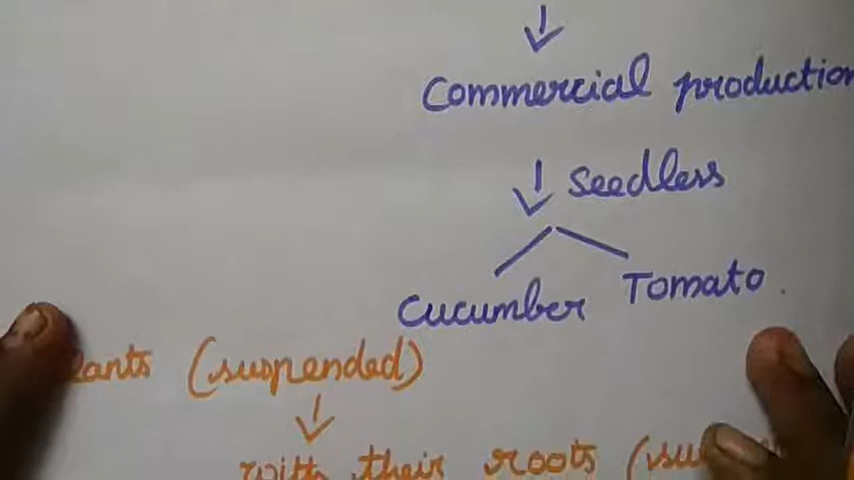 Commercial production
Seedless
Cucumber Tomato.
(suspended)
with their roots